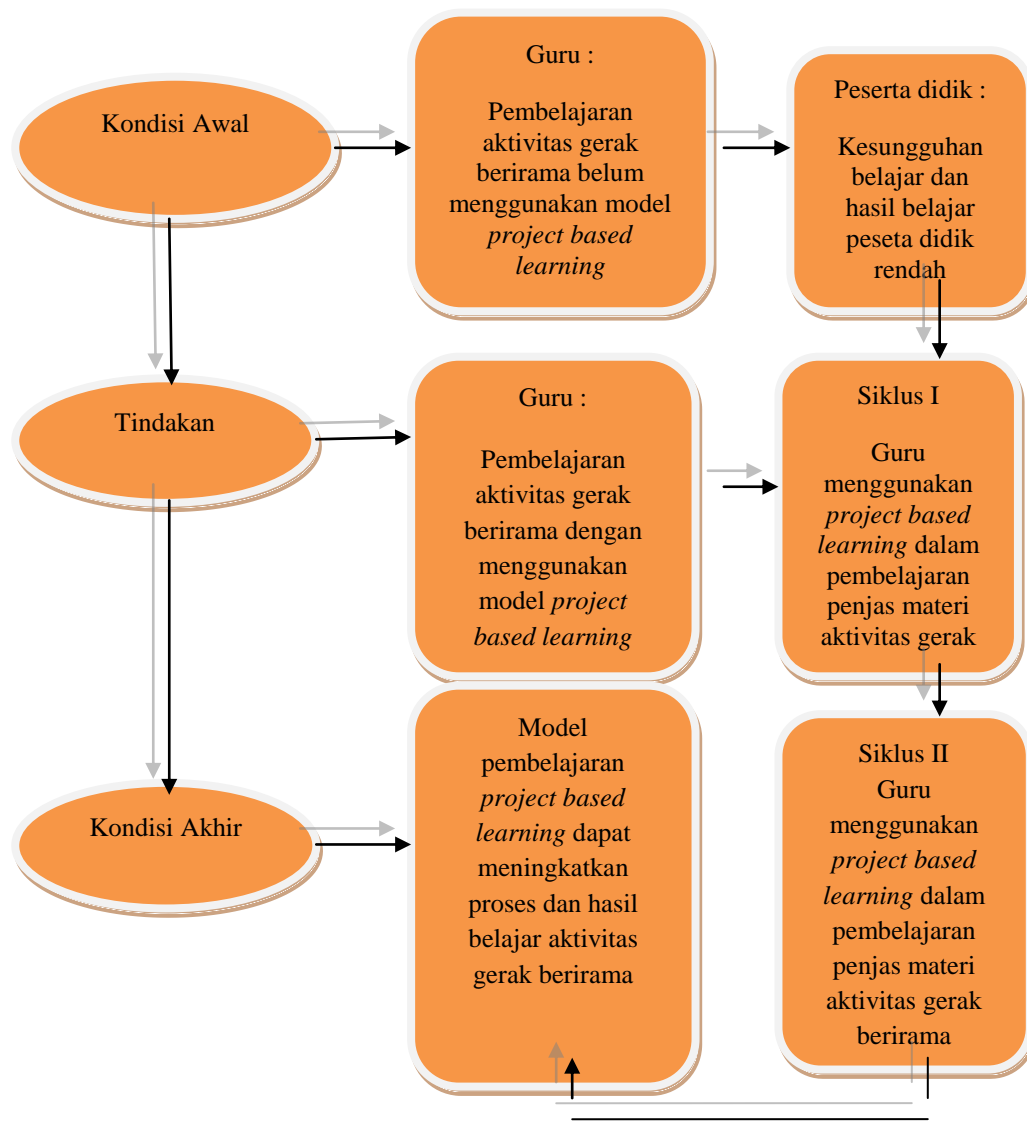 Kondisi Awal
Guru :
Pembelajaran
aktivitas gerak
berirama belum
menggunakan model
project based
learning
Peserta didik :
Kesungguhan
belajar dan
hasil belajar
peseta didik
rendah
Tindakan
Guru :
Pembelajaran
aktivitas gerak
berirama dengan
menggunakan
model project
based learning
Siklus I
Guru
menggunakan
project based
learning dalam
pembelajaran
penjas materi
aktivitas gerak
Kondisi Akhir
Model
pembelajaran
project based
learning dapat
meningkatkan
proses dan hasil
belajar aktivitas
gerak berirama
Siklus II
Guru
menggunakan
project based
learning dalam
pembelajaran
penjas materi
aktivitas gerak
berirama